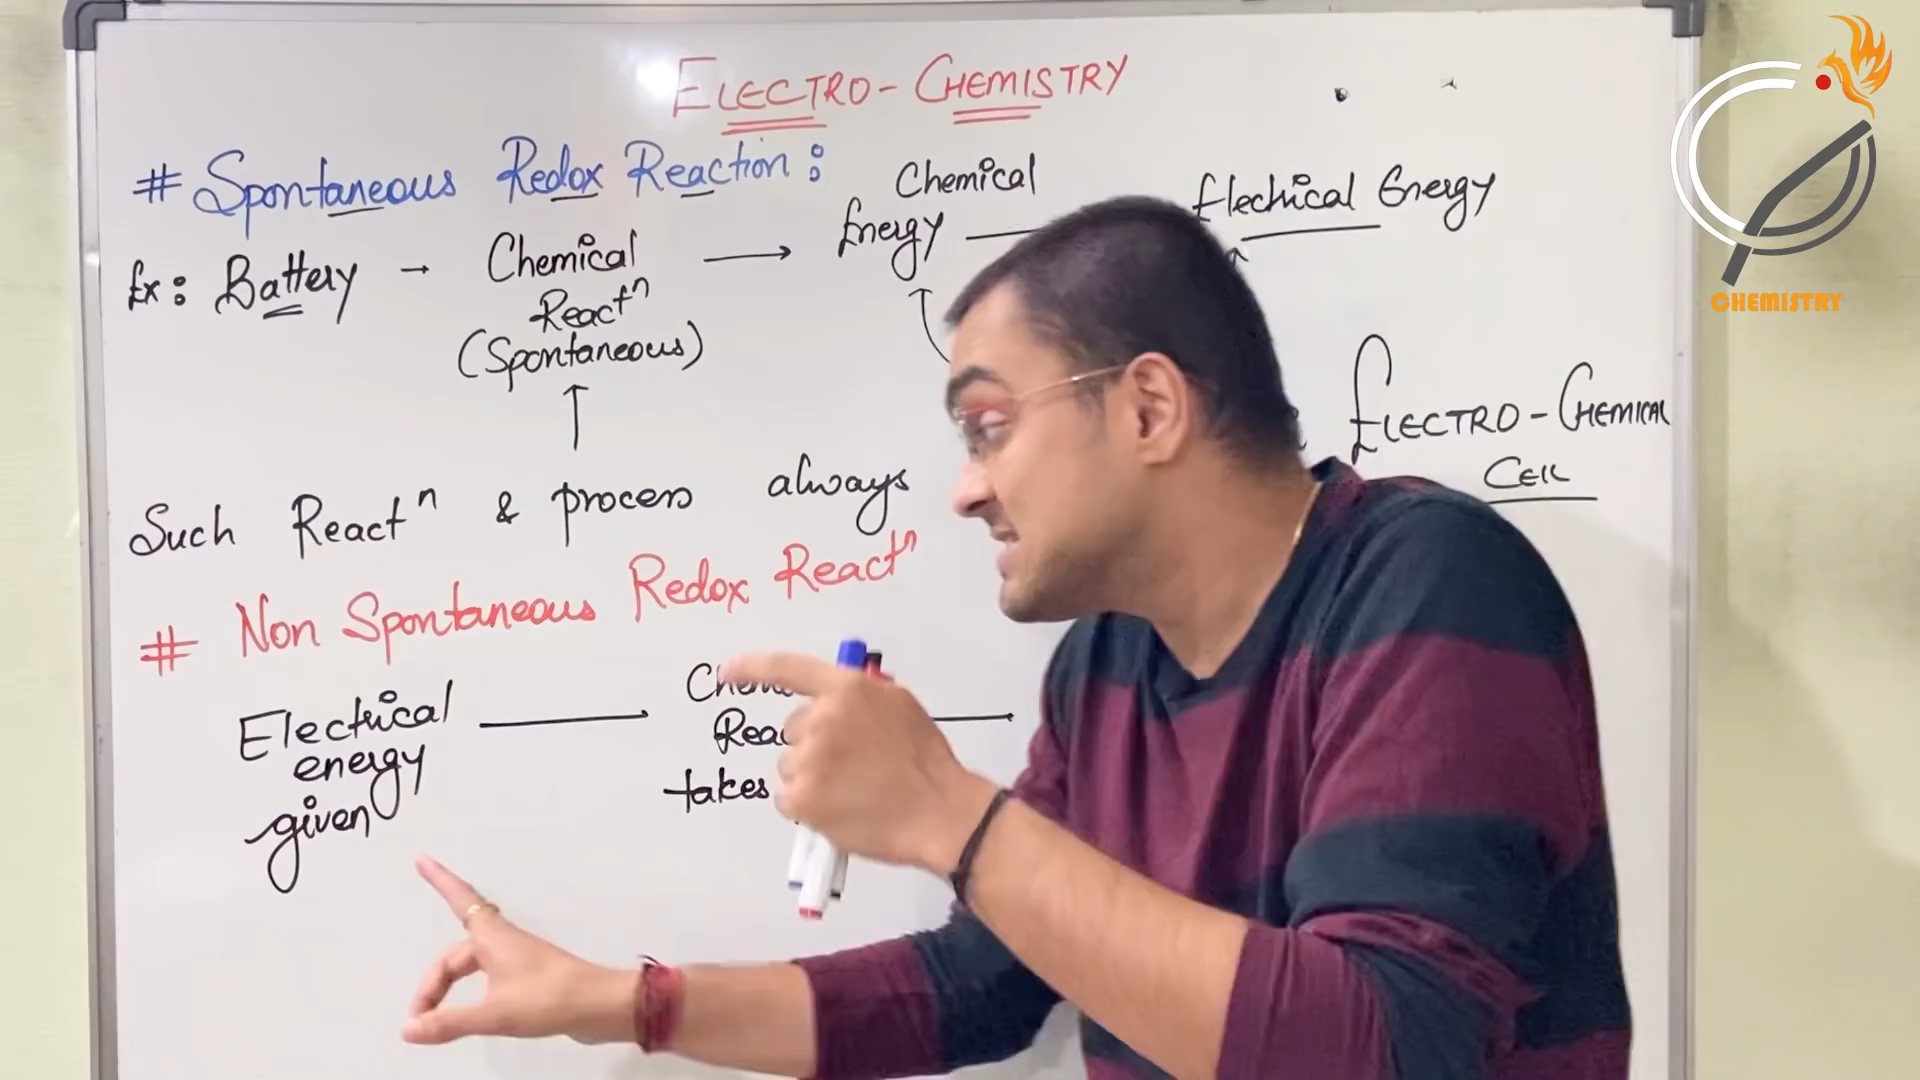 ELECTRO-CHEMISTRY
# Spontaneous Redox Reaction:
Ex: Battery → Chemical Reactⁿ (Spontaneous) → Chemical Energy
Electrical Energy
ELECTRO-CHEMICAL
CELL
Such Reactⁿ & process always
# Non Spontaneous Redox Reactⁿ
Electrical energy given
takes
CHEMISTRY